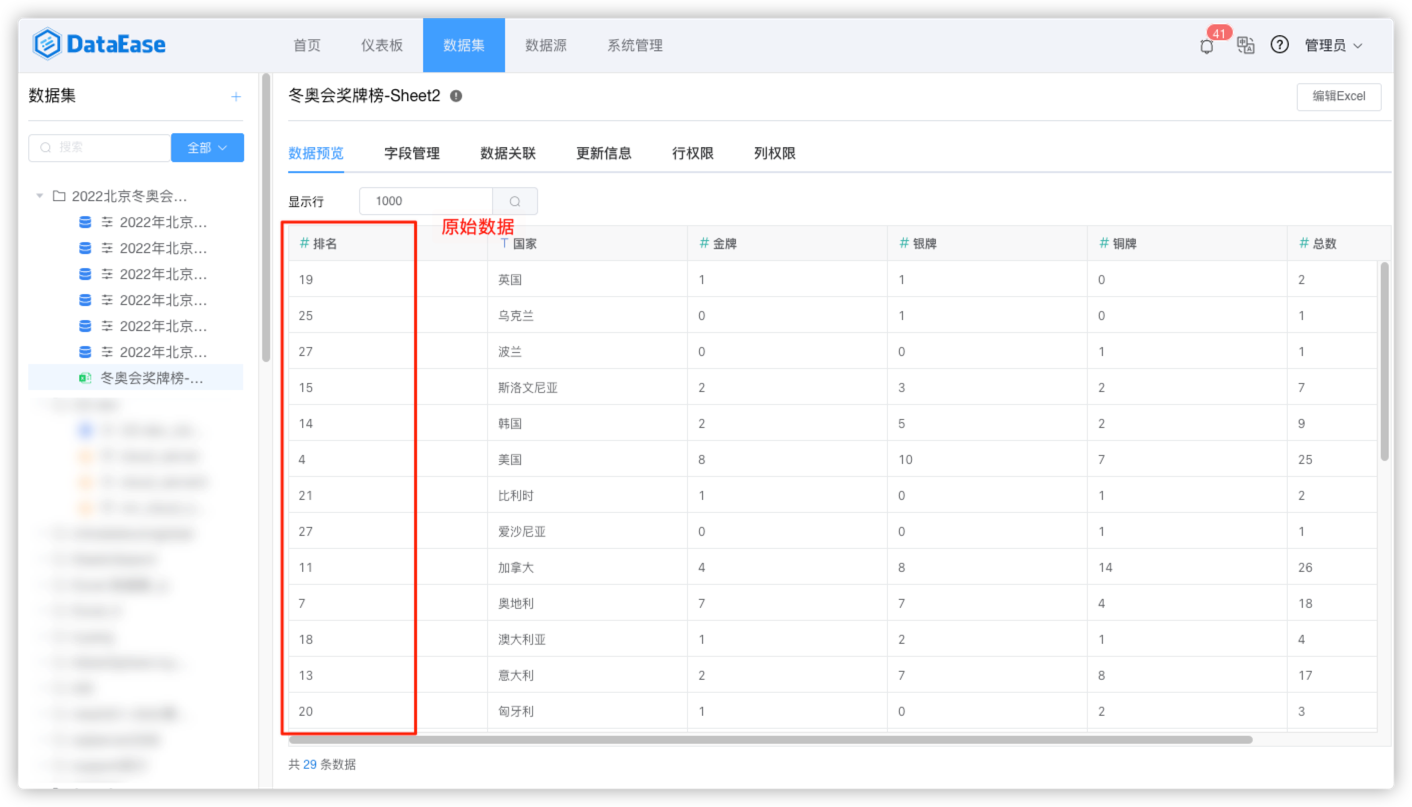 DataEase
首页 仪表板 数据集 数据源 系统管理
41
管理员
数据集
+
搜索 全部
2022北京冬奥会...
2022年北京...
2022年北京...
2022年北京...
2022年北京...
2022年北京...
2022年北京...
冬奥会奖牌榜-...
冬奥会奖牌榜-Sheet2
编辑Excel
数据预览 字段管理 数据关联 更新信息 行权限 列权限
显示行 1000
原始数据
# 排名 T 国家 # 金牌 # 银牌 # 铜牌 # 总数
19 英国 1 1 0 2
25 乌克兰 0 1 0 1
27 波兰 0 0 1 1
15 斯洛文尼亚 2 3 2 7
14 韩国 2 5 2 9
4 美国 8 10 7 25
21 比利时 1 0 1 2
27 爱沙尼亚 0 0 1 1
11 加拿大 4 8 14 26
7 奥地利 7 7 4 18
18 澳大利亚 1 2 1 4
13 意大利 2 7 8 17
20 匈牙利 1 0 2 3
共 29 条数据